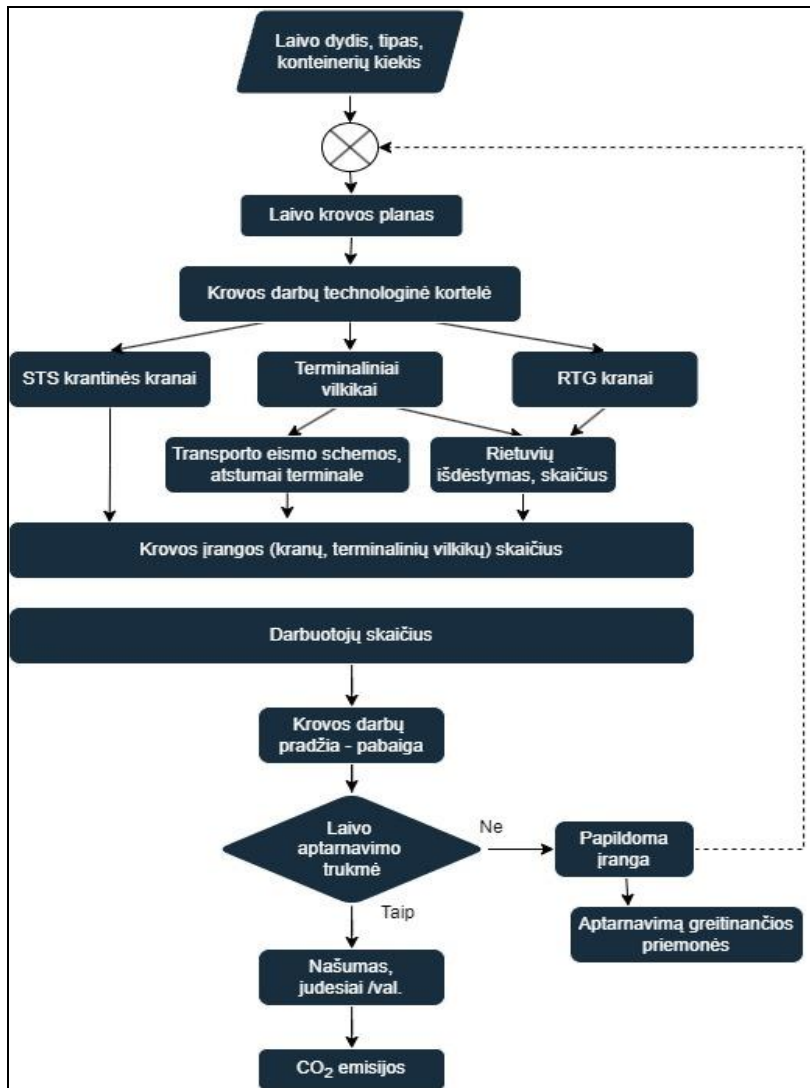 Laivo dydis, tipas,
konteinerių kiekis
Laivo krovos planas
Krovos darbų technologinė kortelė
STS krantinės kranai
Terminaliniai
vilkikai
RTG kranai
Transporto eismo schemos,
atstumai terminale
Rietuvių
išdėstymas, skaičius
Krovos įrangos (kranų, terminalinių vilkikų) skaičius
Darbuotojų skaičius
Krovos darbų
pradžia - pabaiga
Laivo
aptarnavimo
trukmė
Ne
Papildoma
įranga
Taip
Aptarnavimą greitinančios
priemonės
Našumas,
judesiai /val.
CO₂ emisijos